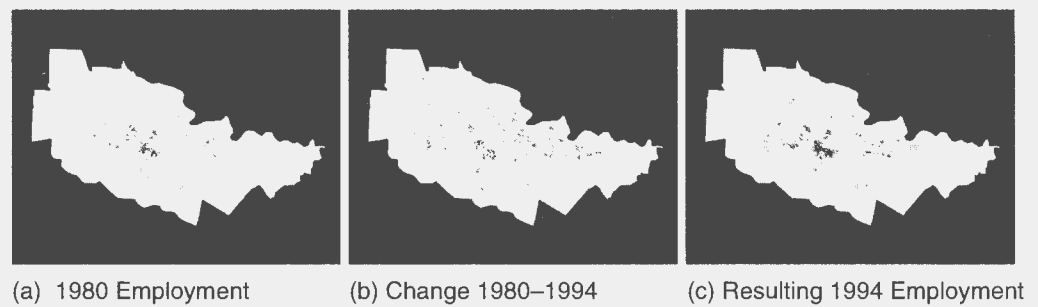 (a) 1980 Employment
(b) Change 1980–1994
(c) Resulting 1994 Employment